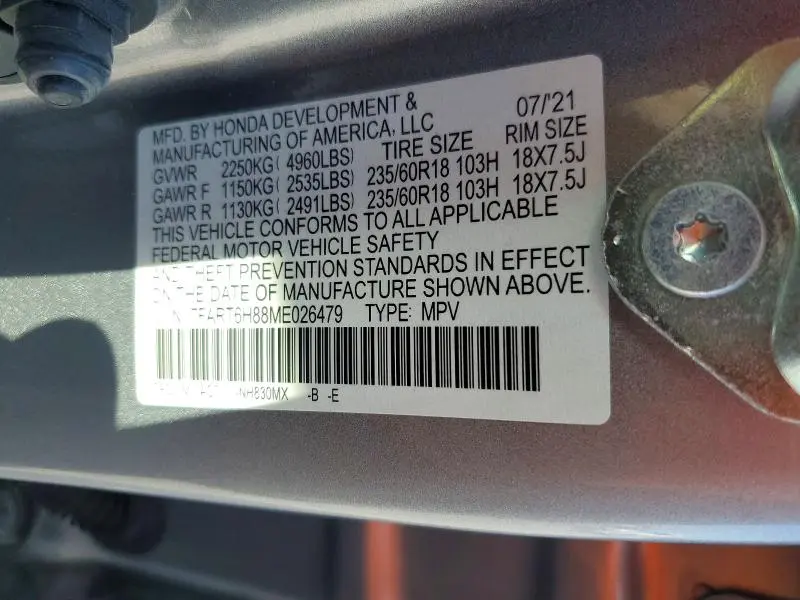 MFD. BY HONDA DEVELOPMENT & 07/'21
MANUFACTURING OF AMERICA, LLC
TIRE SIZE RIM SIZE
GVWR 2250KG( 4960LBS)
GAWR F 1150KG( 2535LBS) 235/60R18 103H 18X7.5J
GAWR R 1130KG( 2491LBS) 235/60R18 103H 18X7.5J
THIS VEHICLE CONFORMS TO ALL APPLICABLE
FEDERAL MOTOR VEHICLE SAFETY
AND THEFT PREVENTION STANDARDS IN EFFECT
ON THE DATE OF MANUFACTURE SHOWN ABOVE.
TYPE: MPV
-B -E